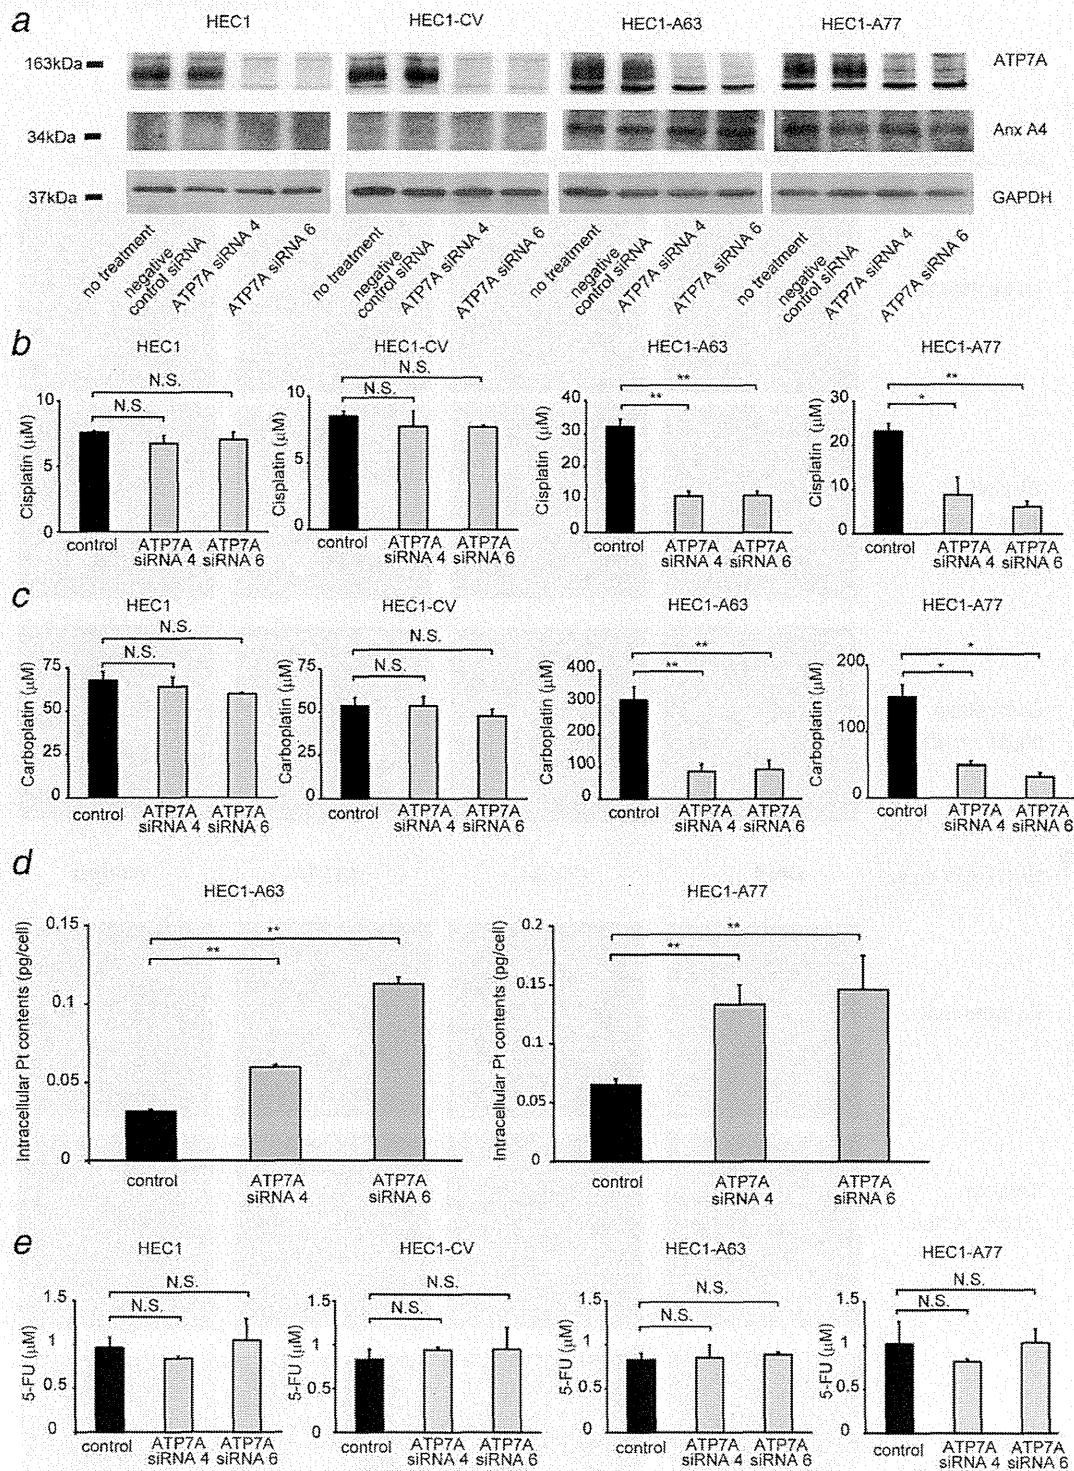 a
HEC1 HEC1-CV HEC1-A63 HEC1-A77
163kDa ATP7A
34kDa Anx A4
37kDa GAPDH
no treatment negative control siRNA ATP7A siRNA 4 ATP7A siRNA 6 no treatment negative control siRNA ATP7A siRNA 4 ATP7A siRNA 6 no treatment negative control siRNA ATP7A siRNA 4 ATP7A siRNA 6 no treatment negative control siRNA ATP7A siRNA 4 ATP7A siRNA 6
b
HEC1
N.S.
N.S.
Cisplatin (µM)
10
5
0
control ATP7A siRNA 4 ATP7A siRNA 6
HEC1-CV
N.S.
N.S.
Cisplatin (µM)
10
5
0
control ATP7A siRNA 4 ATP7A siRNA 6
HEC1-A63
**
**
Cisplatin (µM)
40
30
20
10
0
control ATP7A siRNA 4 ATP7A siRNA 6
HEC1-A77
**
*
Cisplatin (µM)
30
20
10
0
control ATP7A siRNA 4 ATP7A siRNA 6
c
HEC1
N.S.
N.S.
Carboplatin (µM)
75
50
25
0
control ATP7A siRNA 4 ATP7A siRNA 6
HEC1-CV
N.S.
N.S.
Carboplatin (µM)
75
50
25
0
control ATP7A siRNA 4 ATP7A siRNA 6
HEC1-A63
**
**
Carboplatin (µM)
400
300
200
100
0
control ATP7A siRNA 4 ATP7A siRNA 6
HEC1-A77
*
*
Carboplatin (µM)
200
100
0
control ATP7A siRNA 4 ATP7A siRNA 6
d
HEC1-A63
**
**
Intracellular Pt contents (pg/cell)
0.15
0.1
0.05
0
control ATP7A siRNA 4 ATP7A siRNA 6
HEC1-A77
**
**
Intracellular Pt contents (pg/cell)
0.2
0.15
0.1
0.05
0
control ATP7A siRNA 4 ATP7A siRNA 6
e
HEC1
N.S.
N.S.
5-FU (µM)
1.5
1
0.5
0
control ATP7A siRNA 4 ATP7A siRNA 6
HEC1-CV
N.S.
N.S.
5-FU (µM)
1.5
1
0.5
0
control ATP7A siRNA 4 ATP7A siRNA 6
HEC1-A63
N.S.
N.S.
5-FU (µM)
1.5
1
0.5
0
control ATP7A siRNA 4 ATP7A siRNA 6
HEC1-A77
N.S.
N.S.
5-FU (µM)
1.5
1
0.5
0
control ATP7A siRNA 4 ATP7A siRNA 6